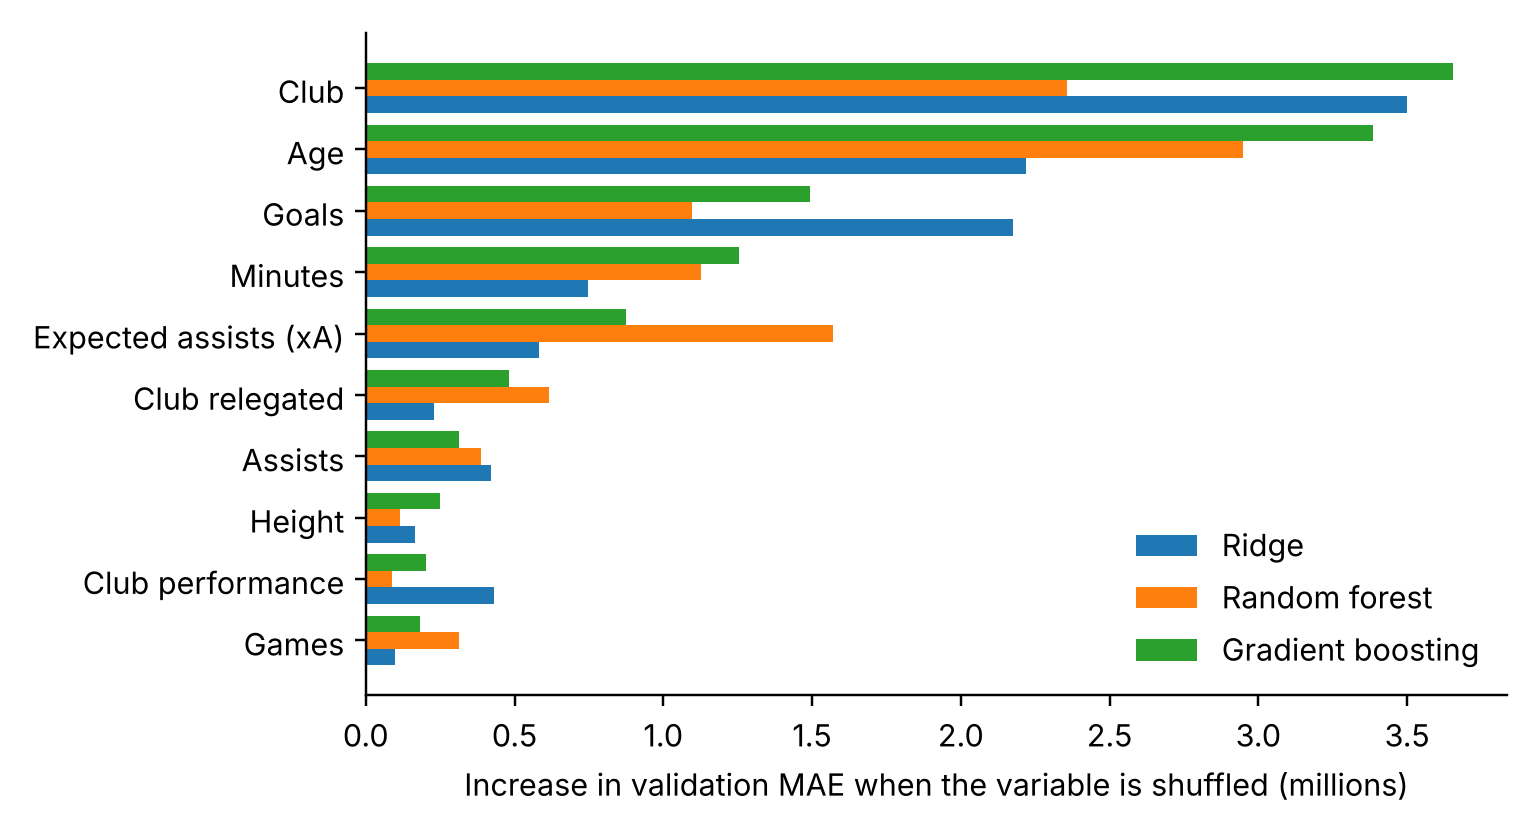 Club
Age
Goals
Minutes
Expected assists (xA)
Club relegated
Assists
Height
Club performance
Games
Ridge
Random forest
Gradient boosting
0.0 0.5 1.0 1.5 2.0 2.5 3.0 3.5
Increase in validation MAE when the variable is shuffled (millions)